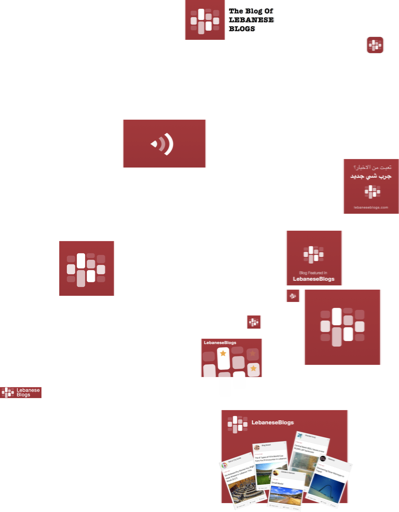 The Blog Of
LEBANESE
BLOGS
تعبت من الاخبار؟
جرب شي جديد
lebaneseblogs.com
Blog Featured In
LebaneseBlogs
LebaneseBlogs
Lebanese
Blogs
LebaneseBlogs